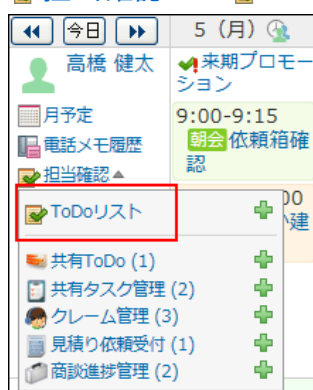 今日 5（月）
高橋 健太
来期プロモー
ション
月予定
電話メモ履歴
担当確認▲
9:00-9:15
朝会 依頼箱確
認
ToDoリスト
共有ToDo (1)
共有タスク管理 (2)
クレーム管理 (3)
見積り依頼受付 (1)
商談進捗管理 (2)